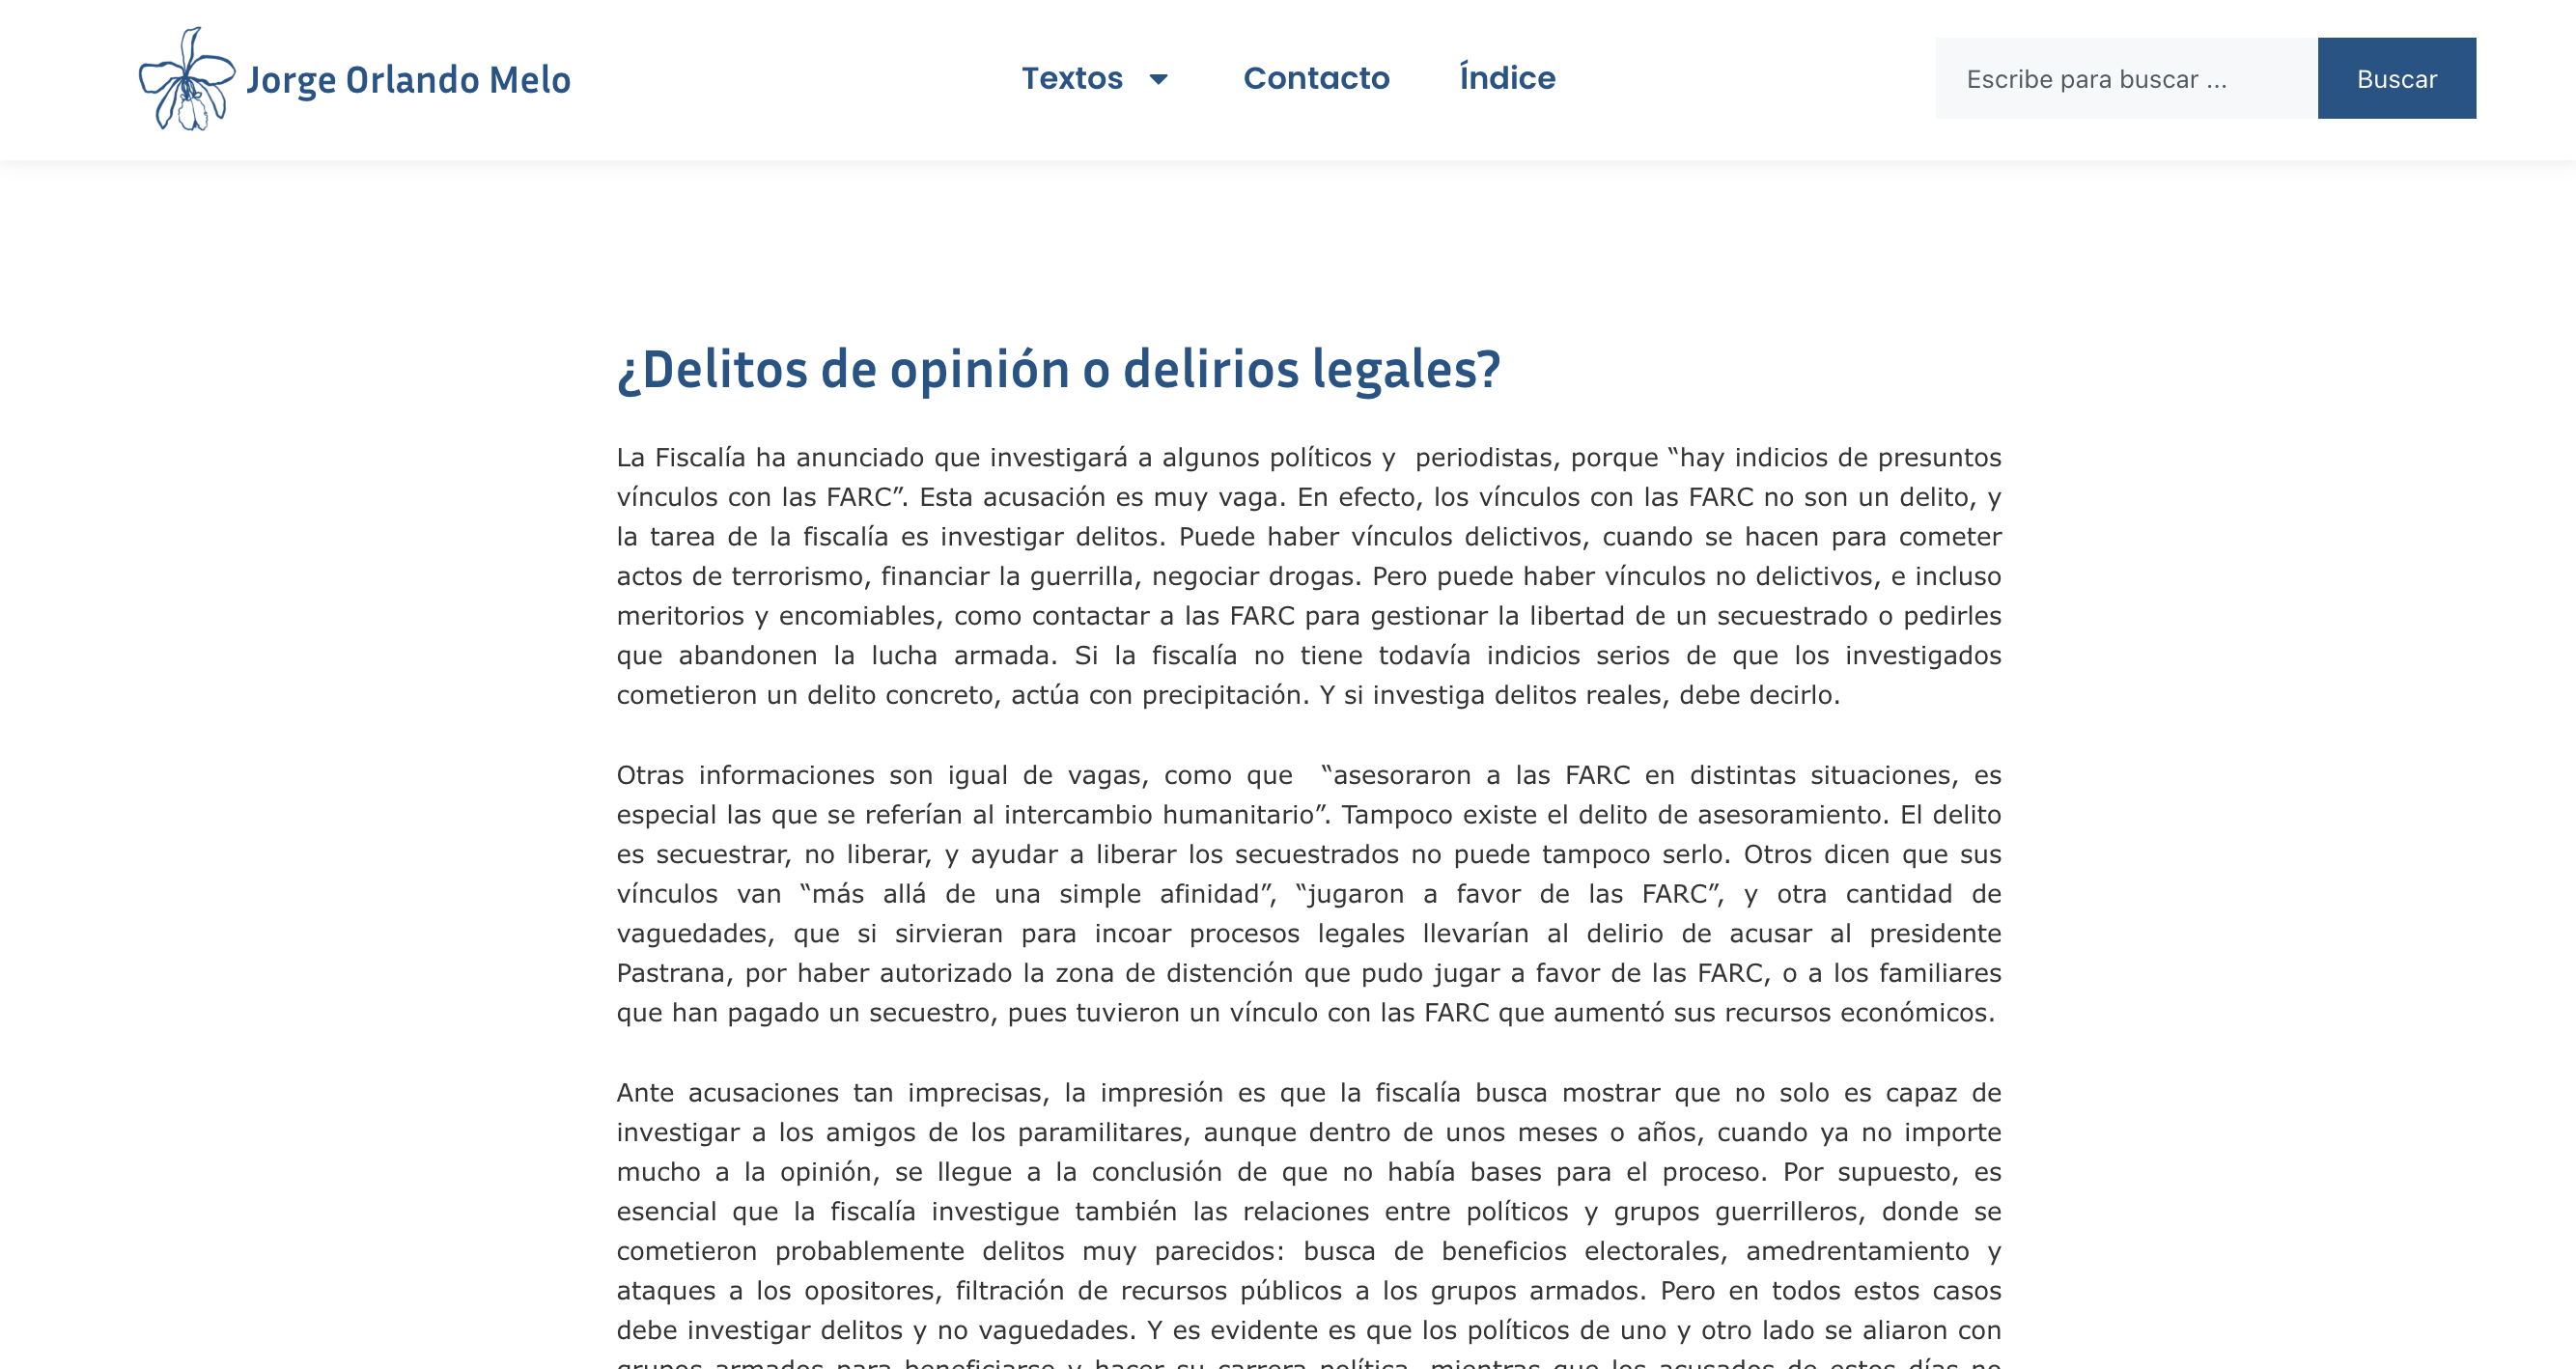 Jorge Orlando Melo
Textos
Contacto
Índice
Escribe para buscar ...
Buscar
¿Delitos de opinión o delirios legales?
La Fiscalía ha anunciado que investigará a algunos políticos y  periodistas, porque “hay indicios de presuntos
vínculos con las FARC”. Esta acusación es muy vaga. En efecto, los vínculos con las FARC no son un delito, y
la tarea de la fiscalía es investigar delitos. Puede haber vínculos delictivos, cuando se hacen para cometer
actos de terrorismo, financiar la guerrilla, negociar drogas. Pero puede haber vínculos no delictivos, e incluso
meritorios y encomiables, como contactar a las FARC para gestionar la libertad de un secuestrado o pedirles
que abandonen la lucha armada. Si la fiscalía no tiene todavía indicios serios de que los investigados
cometieron un delito concreto, actúa con precipitación. Y si investiga delitos reales, debe decirlo.
Otras informaciones son igual de vagas, como que  “asesoraron a las FARC en distintas situaciones, es
especial las que se referían al intercambio humanitario”. Tampoco existe el delito de asesoramiento. El delito
es secuestrar, no liberar, y ayudar a liberar los secuestrados no puede tampoco serlo. Otros dicen que sus
vínculos van “más allá de una simple afinidad”, “jugaron a favor de las FARC”, y otra cantidad de
vaguedades, que si sirvieran para incoar procesos legales llevarían al delirio de acusar al presidente
Pastrana, por haber autorizado la zona de distención que pudo jugar a favor de las FARC, o a los familiares
que han pagado un secuestro, pues tuvieron un vínculo con las FARC que aumentó sus recursos económicos.
Ante acusaciones tan imprecisas, la impresión es que la fiscalía busca mostrar que no solo es capaz de
investigar a los amigos de los paramilitares, aunque dentro de unos meses o años, cuando ya no importe
mucho a la opinión, se llegue a la conclusión de que no había bases para el proceso. Por supuesto, es
esencial que la fiscalía investigue también las relaciones entre políticos y grupos guerrilleros, donde se
cometieron probablemente delitos muy parecidos: busca de beneficios electorales, amedrentamiento y
ataques a los opositores, filtración de recursos públicos a los grupos armados. Pero en todos estos casos
debe investigar delitos y no vaguedades. Y es evidente es que los políticos de uno y otro lado se aliaron con
grupos armados para beneficiarse y hacer su carrera política, mientras que los acusados de estos días no